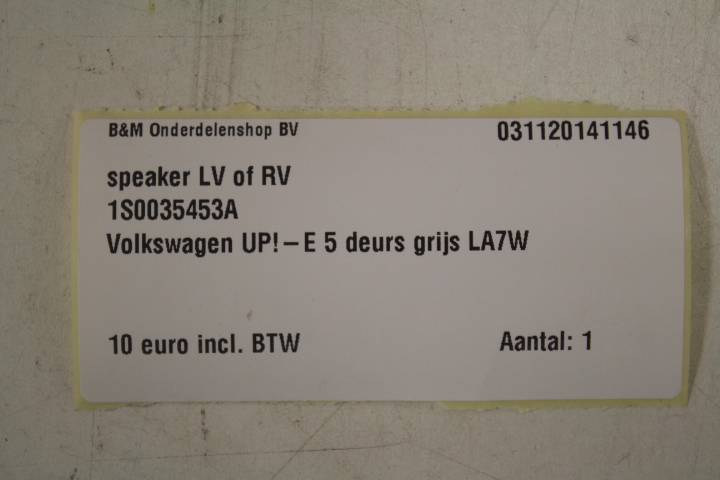 B&M Onderdelenshop BV 031120141146
speaker LV of RV
1S0035453A
Volkswagen UP!–E 5 deurs grijs LA7W
10 euro incl. BTW Aantal: 1